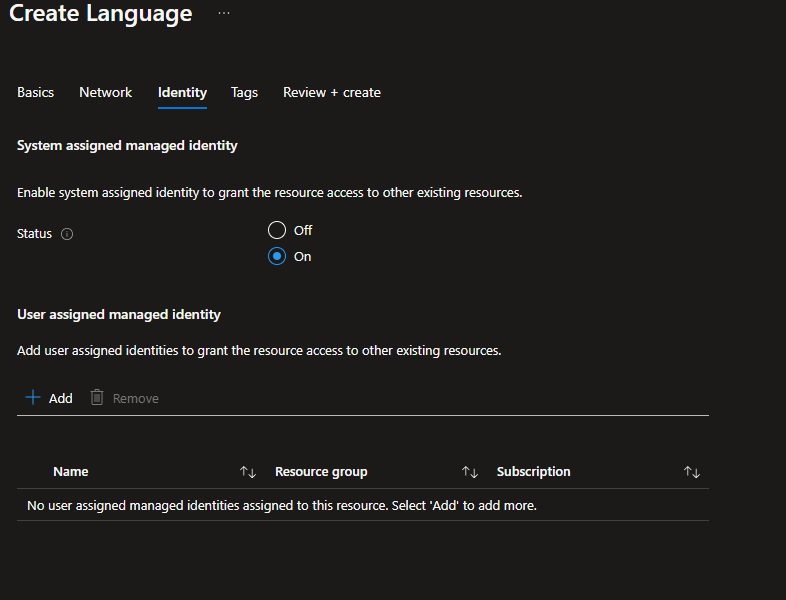 Create Language ...
Basics Network Identity Tags Review + create
System assigned managed identity
Enable system assigned identity to grant the resource access to other existing resources.
Status
Off
On
User assigned managed identity
Add user assigned identities to grant the resource access to other existing resources.
Add Remove
Name Resource group Subscription
No user assigned managed identities assigned to this resource. Select 'Add' to add more.